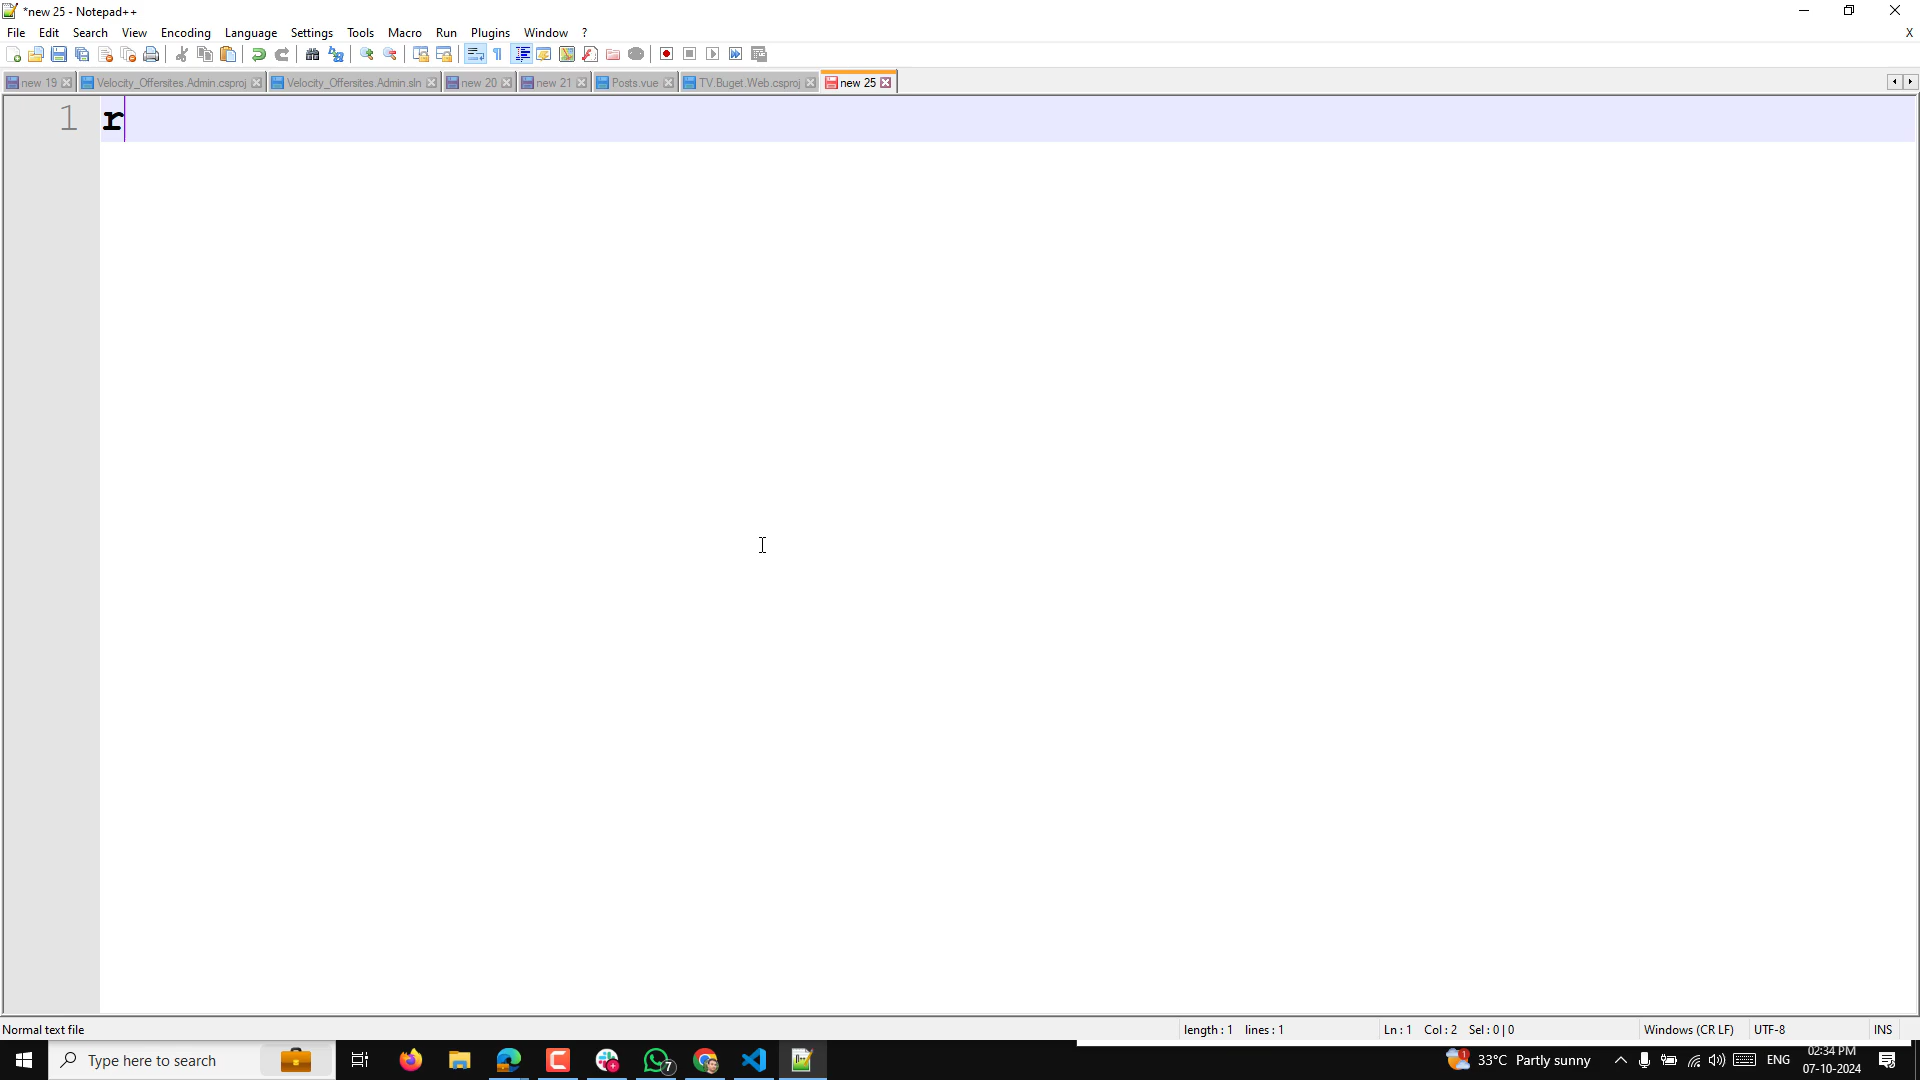 *new 25 - Notepad++
File Edit Search View Encoding Language Settings Tools Macro Run Plugins Window ? X
new 19 Velocity_Offersites.Admin.csproj Velocity_Offersites.Admin.sln new 20 new 21 Posts.vue TV.Buget.Web.csproj new 25
1 r
Normal text file length : 1 lines : 1 Ln : 1 Col : 2 Sel : 0 | 0 Windows (CR LF) UTF-8 INS
Type here to search 7 1 33°C Partly sunny ENG 02:34 PM
07-10-2024